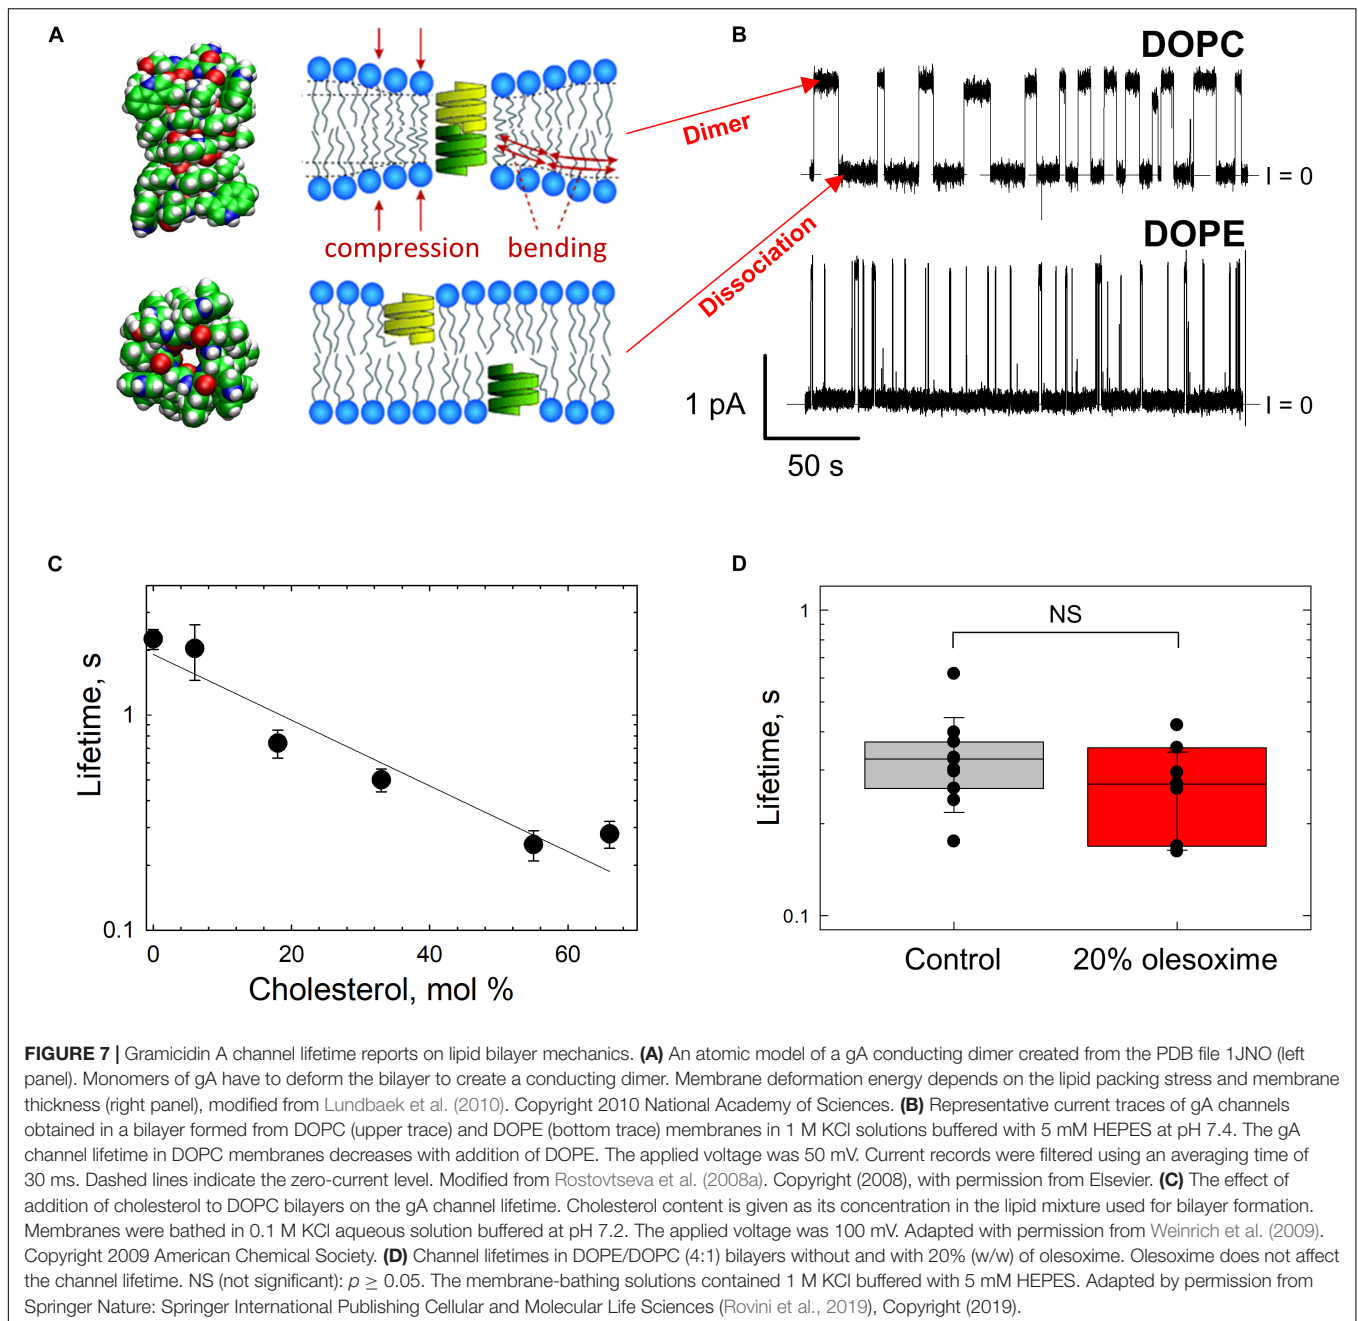 A
compression
bending
Dimer
Dissociation
B
DOPC
I = 0
DOPE
I = 0
1 pA
50 s
C
Lifetime, s
1
0.1
0
20
40
60
Cholesterol, mol %
D
Lifetime, s
1
0.1
NS
Control
20% olesoxime
FIGURE 7 | Gramicidin A channel lifetime reports on lipid bilayer mechanics. (A) An atomic model of a gA conducting dimer created from the PDB file 1JNO (left
panel). Monomers of gA have to deform the bilayer to create a conducting dimer. Membrane deformation energy depends on the lipid packing stress and membrane
thickness (right panel), modified from Lundbaek et al. (2010). Copyright 2010 National Academy of Sciences. (B) Representative current traces of gA channels
obtained in a bilayer formed from DOPC (upper trace) and DOPE (bottom trace) membranes in 1 M KCl solutions buffered with 5 mM HEPES at pH 7.4. The gA
channel lifetime in DOPC membranes decreases with addition of DOPE. The applied voltage was 50 mV. Current records were filtered using an averaging time of
30 ms. Dashed lines indicate the zero-current level. Modified from Rostovtseva et al. (2008a). Copyright (2008), with permission from Elsevier. (C) The effect of
addition of cholesterol to DOPC bilayers on the gA channel lifetime. Cholesterol content is given as its concentration in the lipid mixture used for bilayer formation.
Membranes were bathed in 0.1 M KCl aqueous solution buffered at pH 7.2. The applied voltage was 100 mV. Adapted with permission from Weinrich et al. (2009).
Copyright 2009 American Chemical Society. (D) Channel lifetimes in DOPE/DOPC (4:1) bilayers without and with 20% (w/w) of olesoxime. Olesoxime does not affect
the channel lifetime. NS (not significant): p ≥ 0.05. The membrane-bathing solutions contained 1 M KCl buffered with 5 mM HEPES. Adapted by permission from
Springer Nature: Springer International Publishing Cellular and Molecular Life Sciences (Rovini et al., 2019), Copyright (2019).